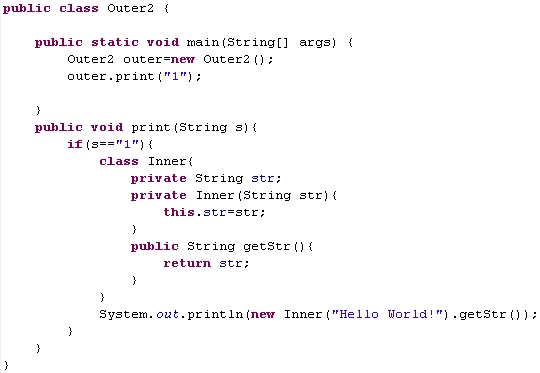 public class Outer2 {
    public static void main(String[] args) {
        Outer2 outer=new Outer2();
        outer.print("1");
    }
    public void print(String s){
        if(s=="1"){
            class Inner{
                private String str;
                private Inner(String str){
                    this.str=str;
                }
                public String getStr(){
                    return str;
                }
            }
            System.out.println(new Inner("Hello World!").getStr());
        }
    }
}